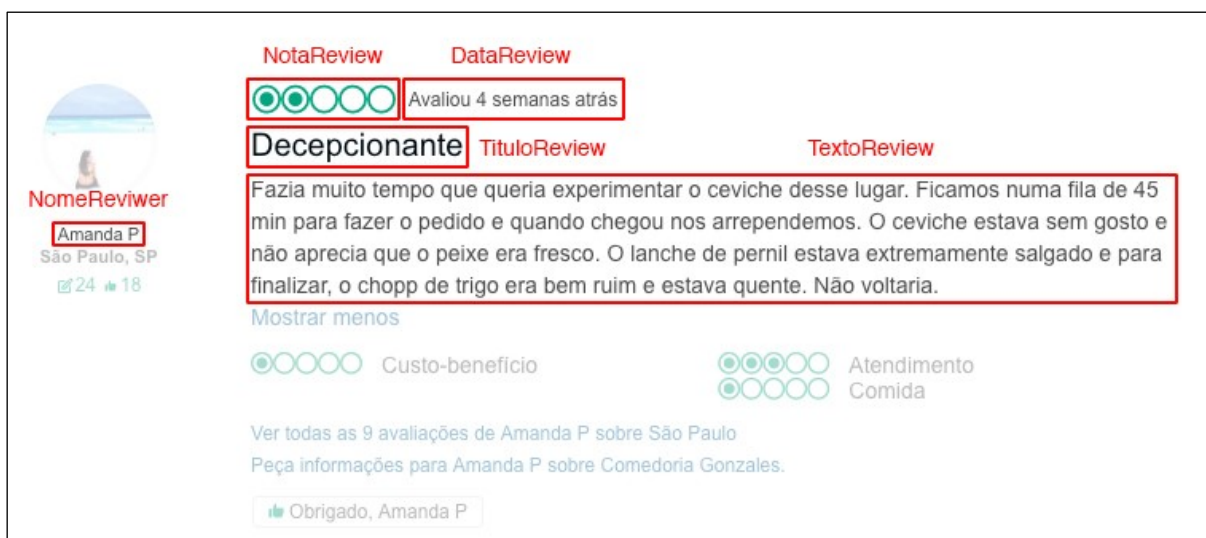 NotaReview DataReview
Avaliou 4 semanas atrás
Decepcionante TituloReview TextoReview
Fazia muito tempo que queria experimentar o ceviche desse lugar. Ficamos numa fila de 45
min para fazer o pedido e quando chegou nos arrependemos. O ceviche estava sem gosto e
não aprecia que o peixe era fresco. O lanche de pernil estava extremamente salgado e para
finalizar, o chopp de trigo era bem ruim e estava quente. Não voltaria.
NomeReviwer
Amanda P
São Paulo, SP
24 18
Mostrar menos
Custo-benefício Atendimento
Comida
Ver todas as 9 avaliações de Amanda P sobre São Paulo
Peça informações para Amanda P sobre Comedoria Gonzales.
Obrigado, Amanda P